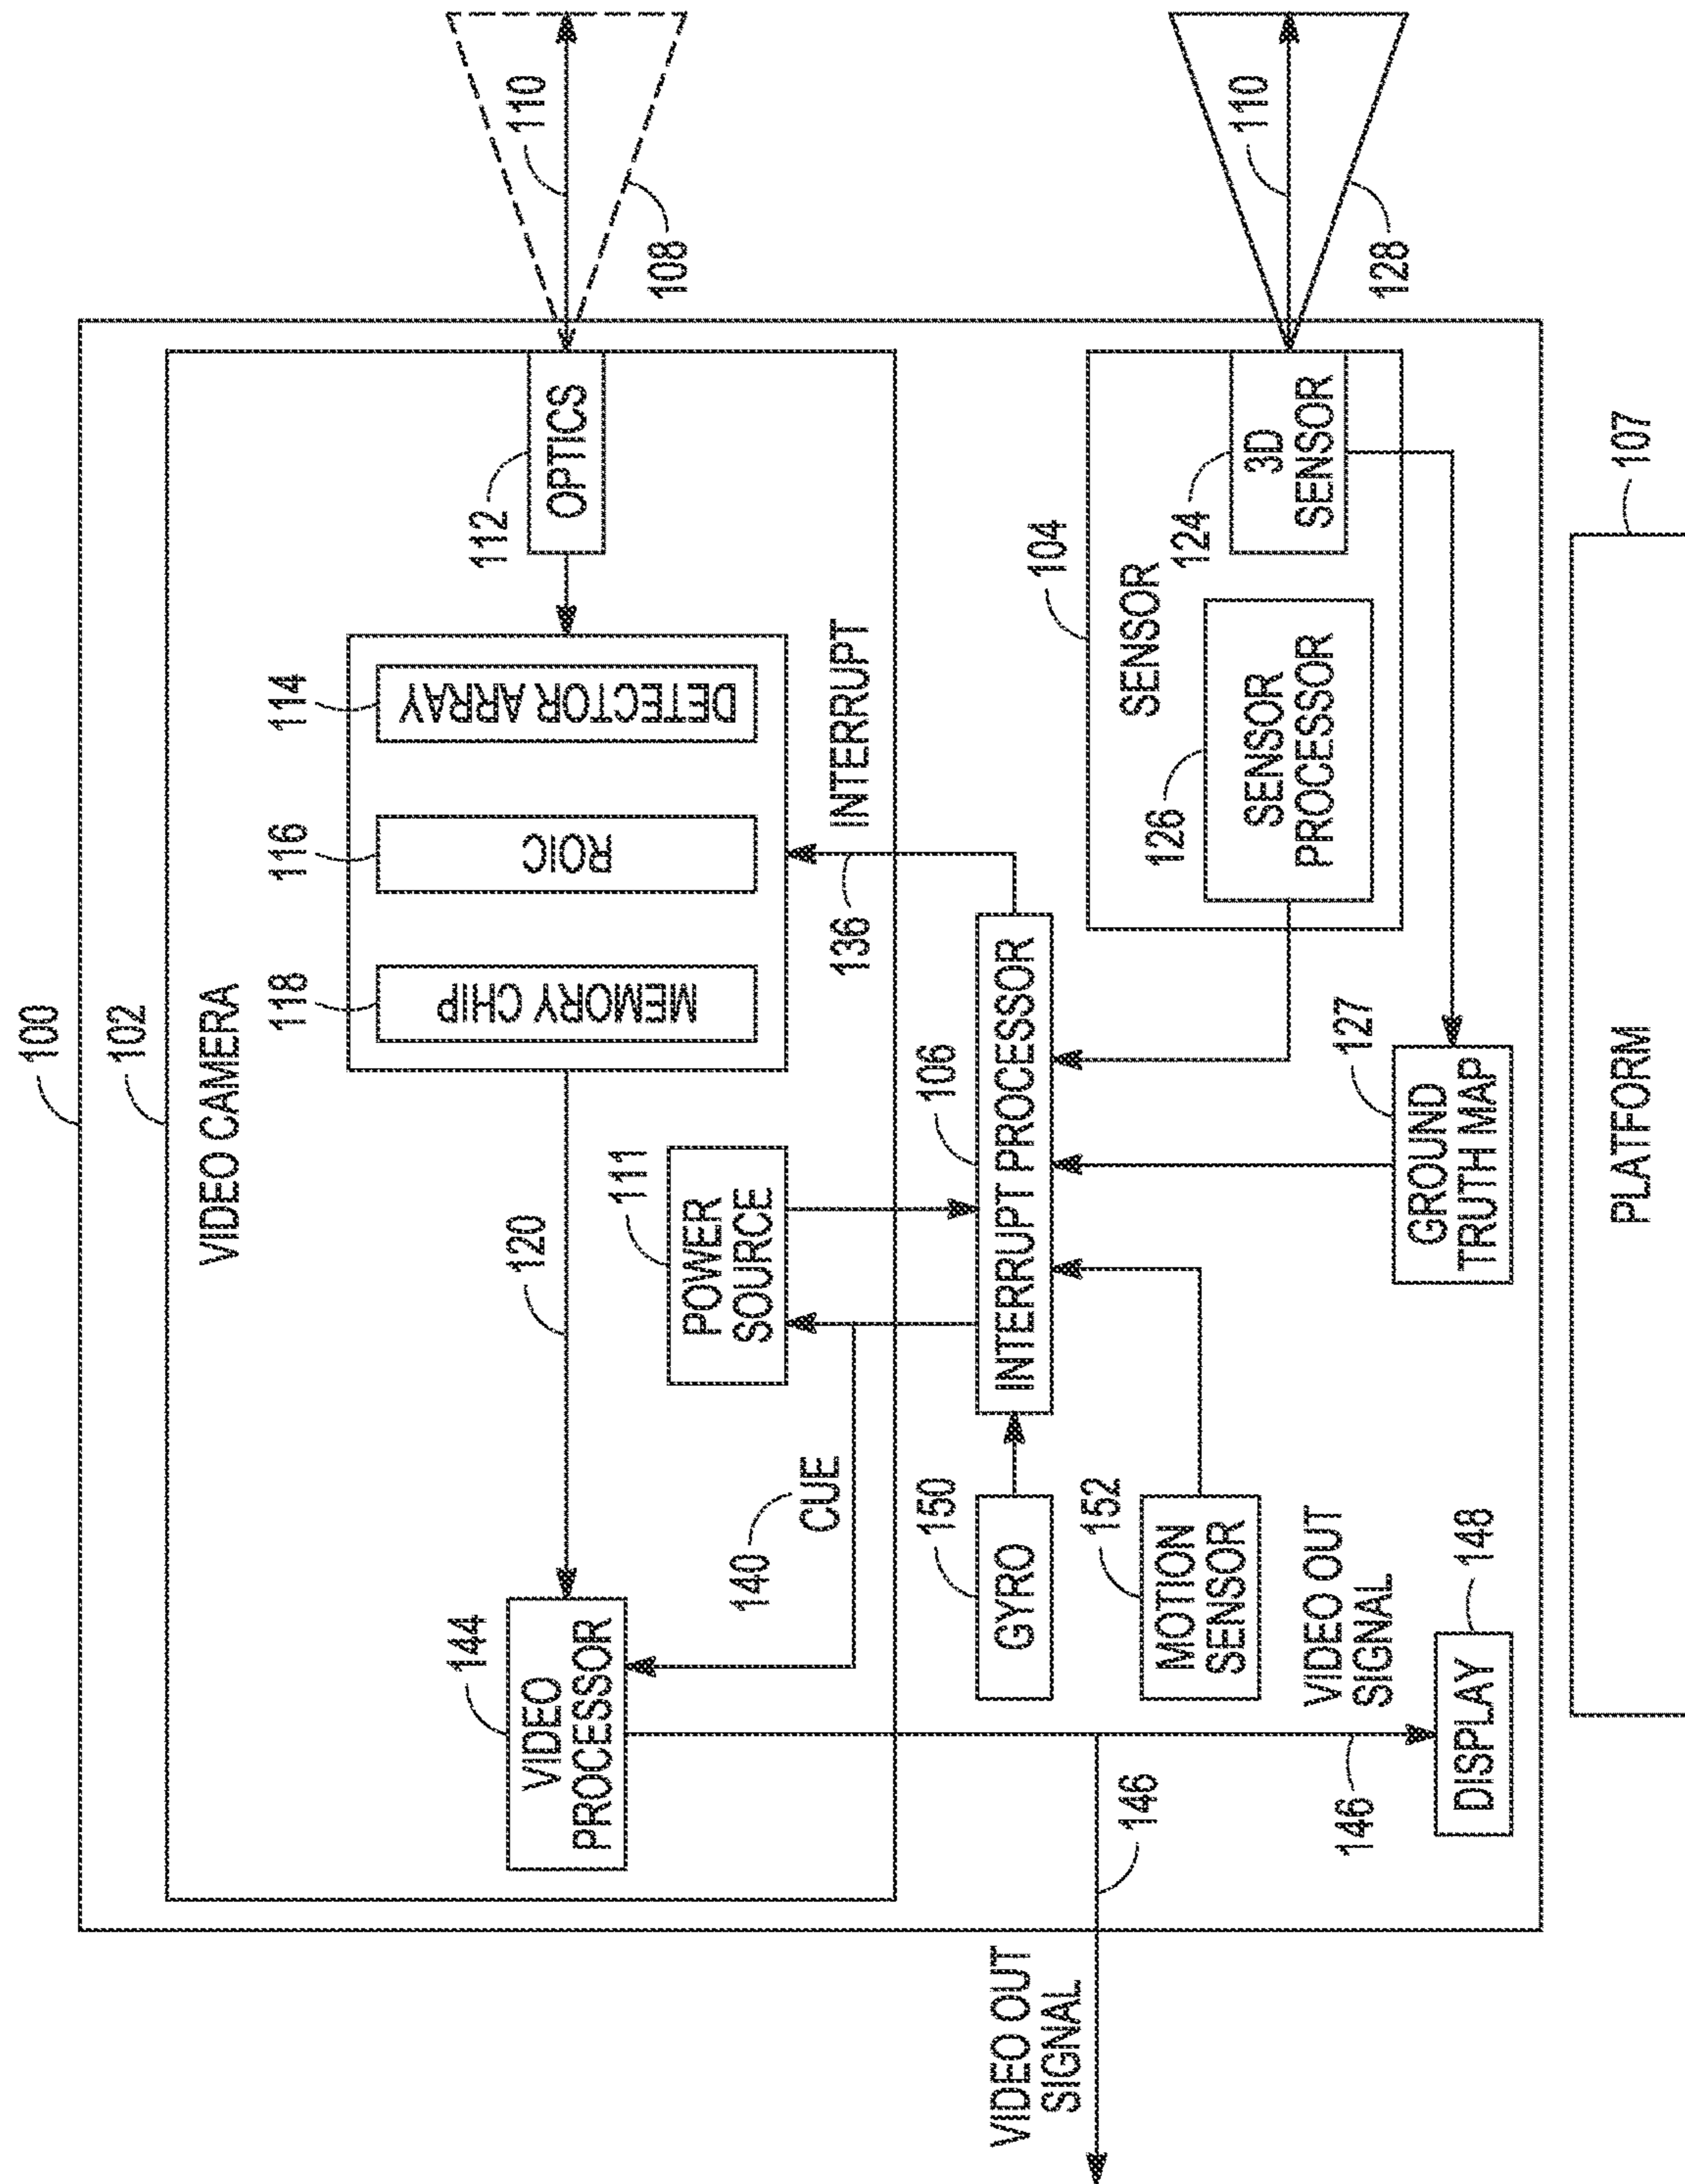 100
102
VIDEO CAMERA
118
116
114
MEMORY CHIP
ROIC
DETECTOR ARRAY
112
OPTICS
110
108
120
144
VIDEO
PROCESSOR
111
POWER
SOURCE
140
CUE
136
INTERRUPT
106
INTERRUPT PROCESSOR
150
GYRO
152
MOTION
SENSOR
104
SENSOR
126
SENSOR
PROCESSOR
124
3D
SENSOR
110
128
127
GROUND
TRUTH MAP
VIDEO OUT
SIGNAL
146
VIDEO OUT
SIGNAL
146
148
DISPLAY
107
PLATFORM